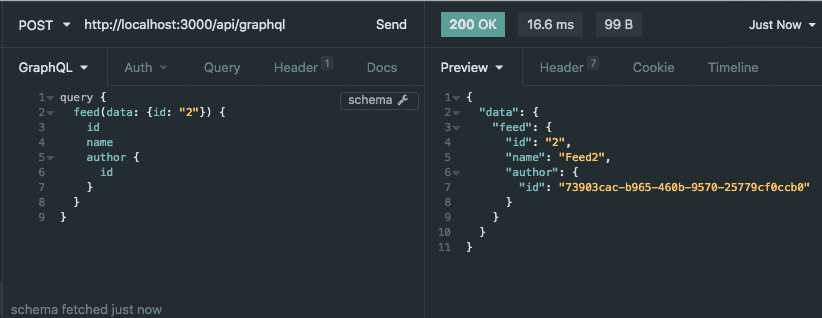 POST http://localhost:3000/api/graphql Send 200 OK 16.6 ms 99 B Just Now
GraphQL Auth Query Header 1 Docs Preview Header 7 Cookie Timeline
schema
1 query {
2 feed(data: {id: "2"}) {
3 id
4 name
5 author {
6 id
7 }
8 }
9 }
schema fetched just now
1 {
2 "data": {
3 "feed": {
4 "id": "2",
5 "name": "Feed2",
6 "author": {
7 "id": "73903cac-b965-460b-9570-25779cf0ccb0"
8 }
9 }
10 }
11 }